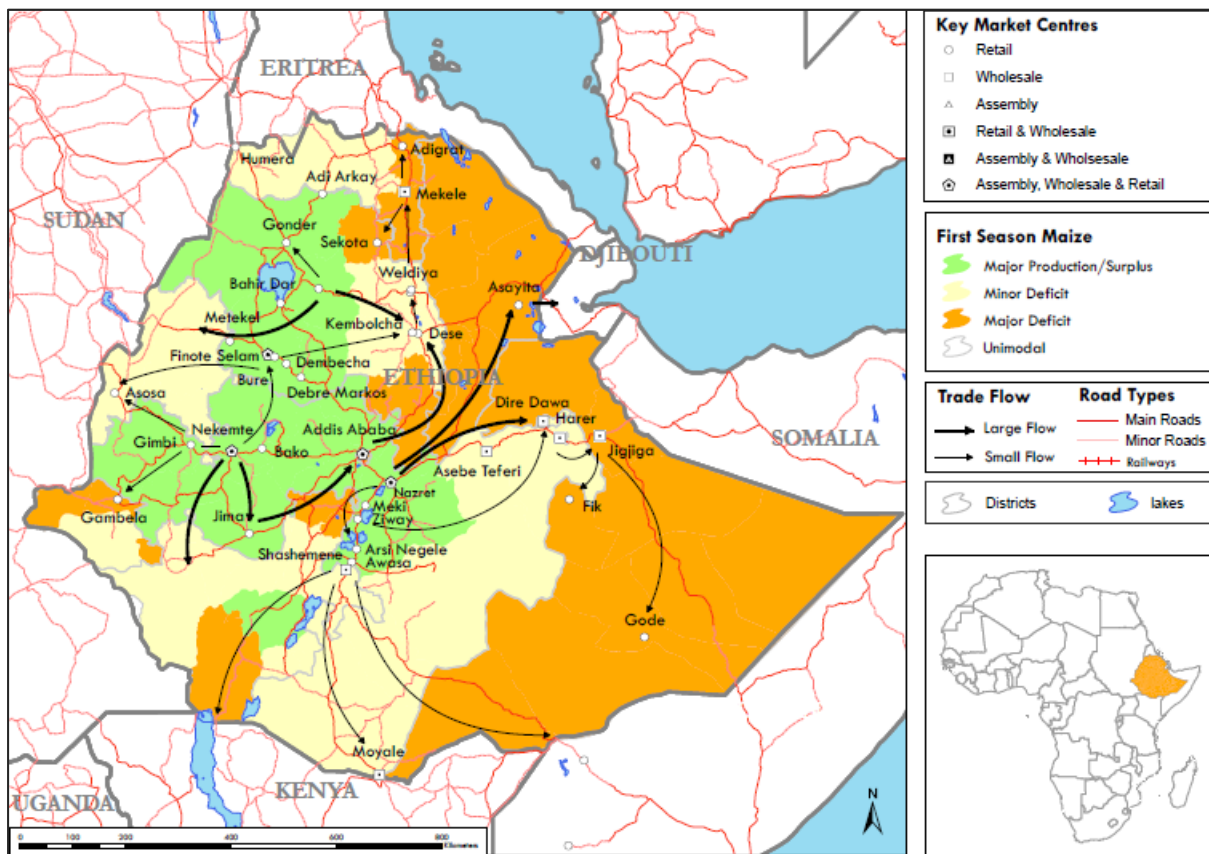 ERITREA
Humera
Adigrat
Adi Arkay
Mekele
SUDAN
Gonder
Sekota
DJIBOUTI
Weldiya
Bahir Dar
Asayita
Metekel
Kembolcha
Dese
Finote Selam
Dembecha
ETHIOPIA
Bure
Asosa
Debre Markos
Dire Dawa
Harer
Nekemte
Addis Ababa
Gimbi
Jigjiga
SOMALIA
Bako
Asebe Teferi
Nazret
Gambela
Jima
Meki
Fik
Ziway
Shashemene
Arsi Negele
Awasa
Gode
Moyale
UGANDA
KENYA
N
0 200 400 600 800
Kilometers
Key Market Centres
Retail
Wholesale
Assembly
Retail & Wholesale
Assembly & Wholsesale
Assembly, Wholesale & Retail
First Season Maize
Major Production/Surplus
Minor Deficit
Major Deficit
Unimodal
Trade Flow
Large Flow
Small Flow
Road Types
Main Roads
Minor Roads
Railways
Districts
lakes